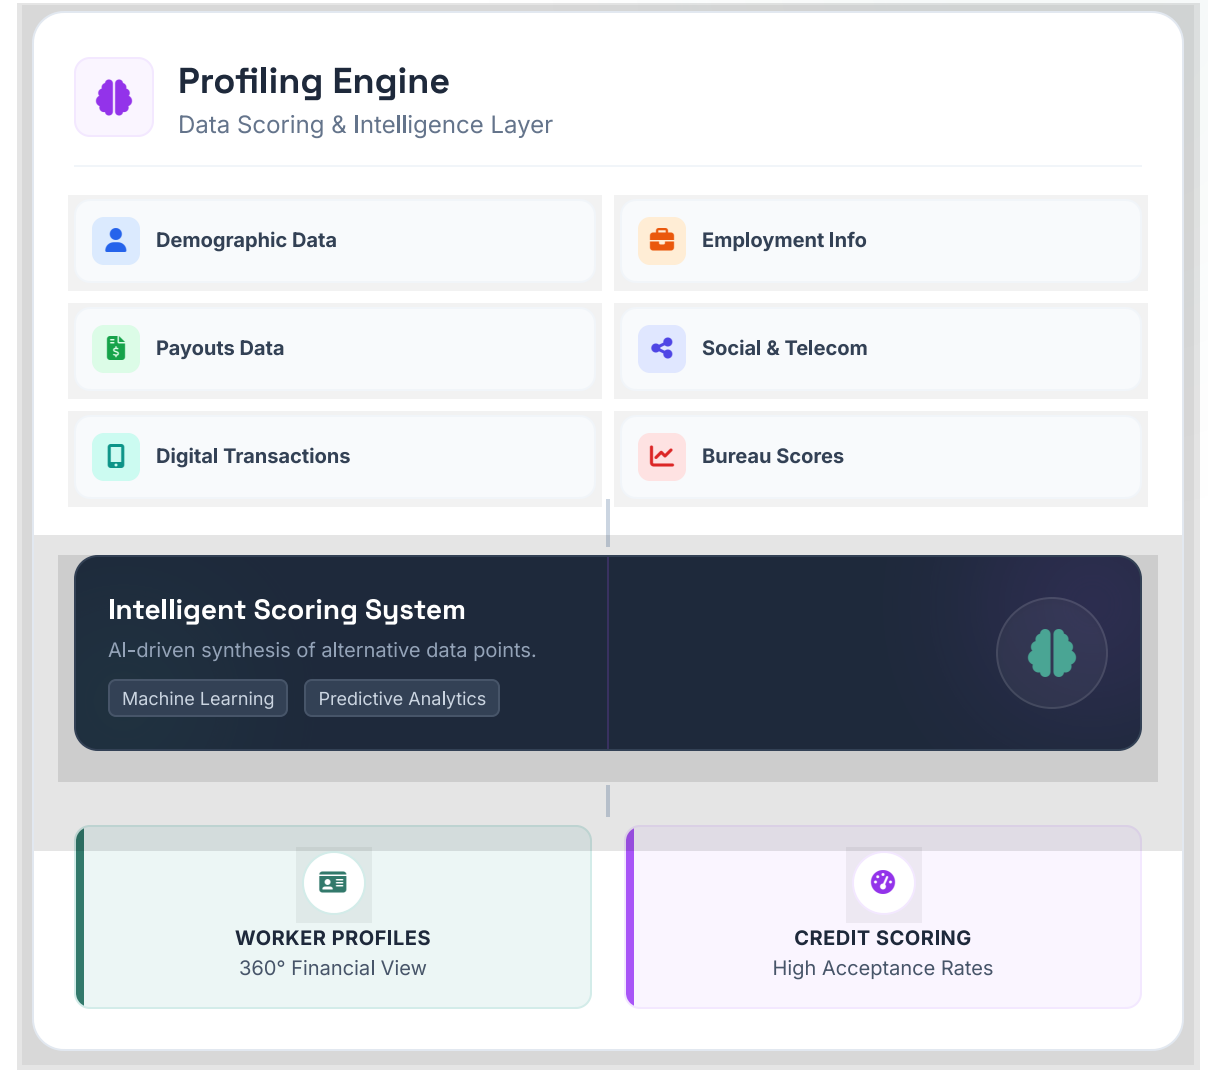 Profiling Engine
Data Scoring & Intelligence Layer
Demographic Data
Employment Info
Payouts Data
Social & Telecom
Digital Transactions
Bureau Scores
Intelligent Scoring System
AI-driven synthesis of alternative data points.
Machine Learning
Predictive Analytics
WORKER PROFILES
360° Financial View
CREDIT SCORING
High Acceptance Rates